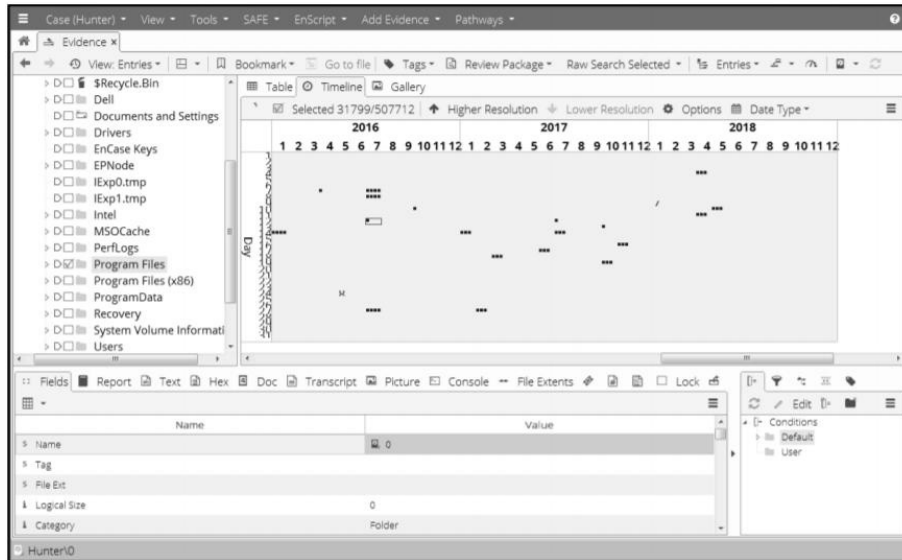 Case (Hunter) View Tools SAFE EnScript Add Evidence Pathways
Evidence ×
View: Entries Bookmark Go to file Tags Review Package Raw Search Selected Entries
$Recycle.Bin
Dell
Documents and Settings
Drivers
EnCase Keys
EPNode
IExp0.tmp
IExp1.tmp
Intel
MSOCache
PerfLogs
Program Files
Program Files (x86)
ProgramData
Recovery
System Volume Informati
Users
Table Timeline Gallery
Selected 31799/507712 Higher Resolution Lower Resolution Options Date Type
2016 2017 2018
1 2 3 4 5 6 7 8 9 10 11 12 1 2 3 4 5 6 7 8 9 10 11 12 1 2 3 4 5 6 7 8 9 10 11 12
Day
Fields Report Text Hex Doc Transcript Picture Console File Extents Lock
Name Value
Name 0
Tag
File Ext
Logical Size 0
Category Folder
Edit
Conditions
Default
User
Hunter\0